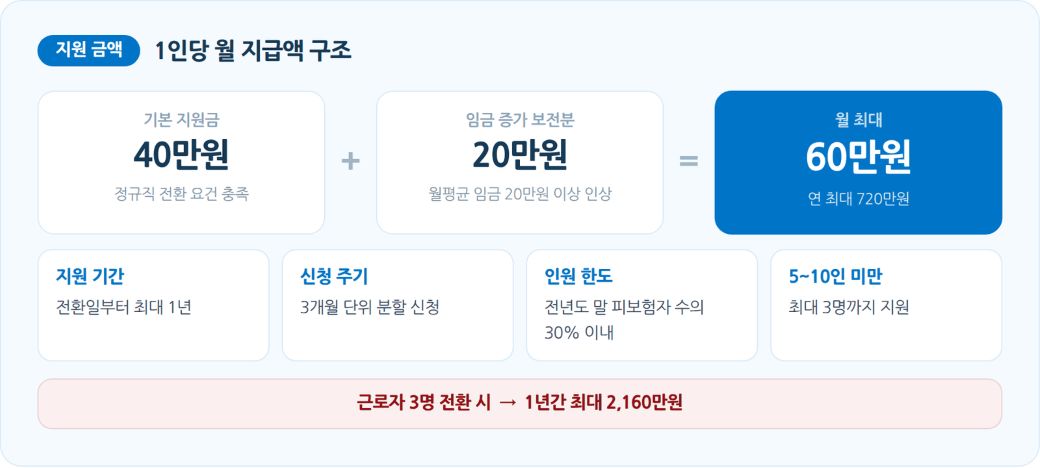 지원 금액
1인당 월 지급액 구조
기본 지원금
40만원
정규직 전환 요건 충족
+
임금 증가 보전분
20만원
월평균 임금 20만원 이상 인상
=
월 최대
60만원
연 최대 720만원
지원 기간
전환일부터 최대 1년
신청 주기
3개월 단위 분할 신청
인원 한도
전년도 말 피보험자 수의
30% 이내
5~10인 미만
최대 3명까지 지원
근로자 3명 전환 시 → 1년간 최대 2,160만원